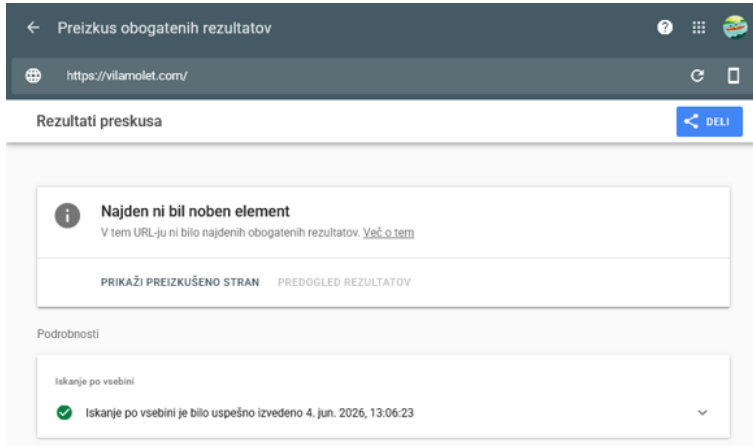 Preizkus obogatenih rezultatov
https://vilamolet.com/
Rezultati preskusa
DELI
Najden ni bil noben element
V tem URL-ju ni bilo najdenih obogatenih rezultatov. Več o tem
PRIKAŽI PREIZKUŠENO STRAN PREDOGLED REZULTATOV
Podrobnosti
Iskanje po vsebini
Iskanje po vsebini je bilo uspešno izvedeno 4. jun. 2026, 13:06:23